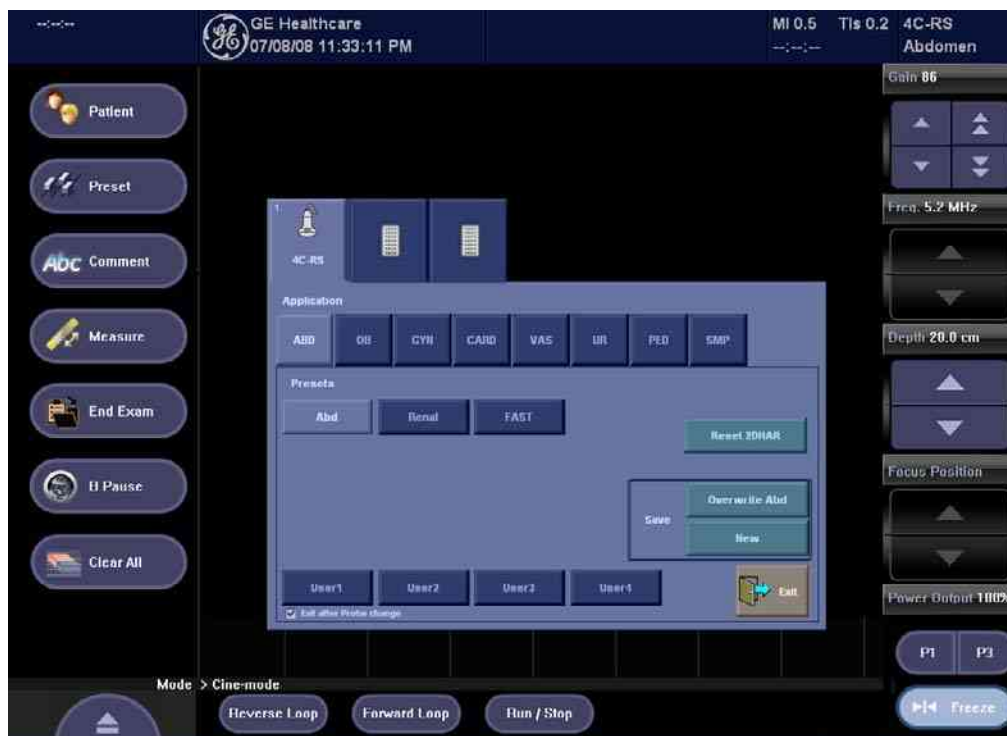 --:--:--
GE Healthcare
07/08/08 11:33:11 PM
MI 0.5 TIs 0.2
--:--:--
4C-RS
Abdomen
Patient
Preset
Abc Comment
Measure
End Exam
B Pause
Clear All
1.
4C-RS
Application
ABD OB GYN CARD VAS UR PED SMP
Presets
Abd Renal FAST
Reset 2DHAR
Save
Overwrite Abd
New
User1 User2 User3 User4
Exit
Exit after Probe change
Gain 86
Freq. 5.2 MHz
Depth 20.0 cm
Focus Position
Power Output 100%
P1 P3
Freeze
Mode > Cine-mode
Reverse Loop Forward Loop Run / Stop